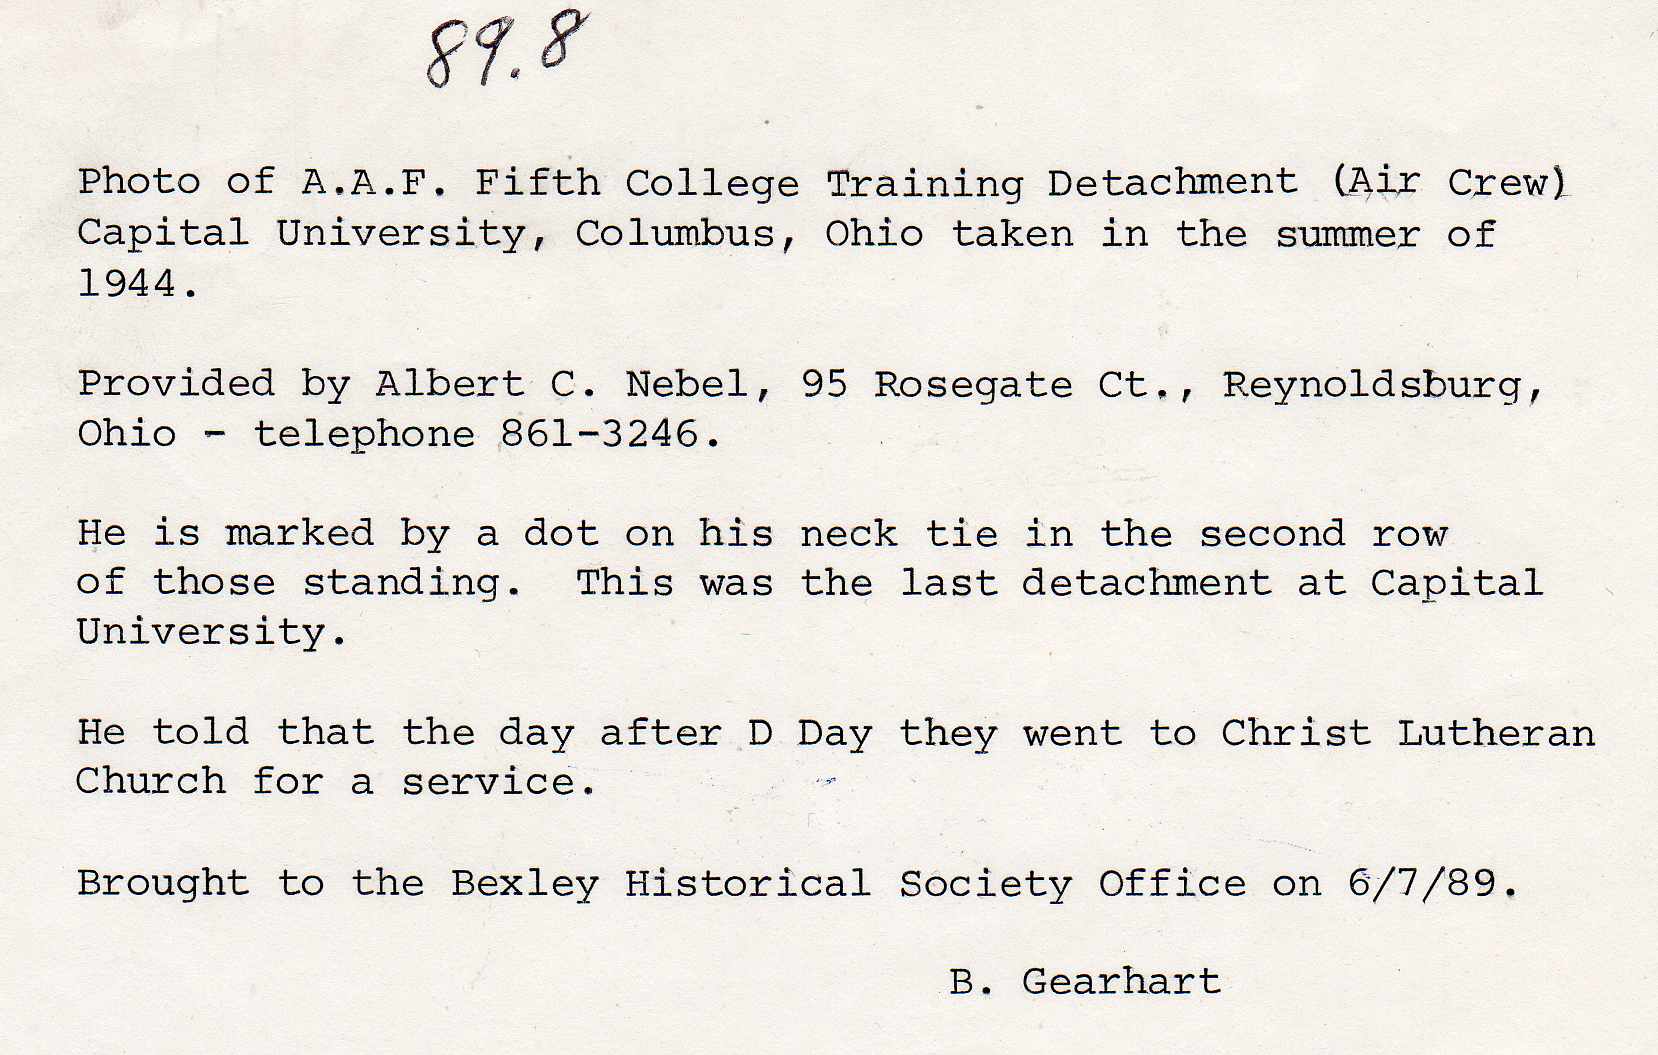 89.8
Photo of A.A.F. Fifth College Training Detachment (Air Crew)
Capital University, Columbus, Ohio taken in the summer of
1944.
Provided by Albert C. Nebel, 95 Rosegate Ct., Reynoldsburg,
Ohio - telephone 861-3246.
He is marked by a dot on his neck tie in the second row
of those standing.  This was the last detachment at Capital
University.
He told that the day after D Day they went to Christ Lutheran
Church for a service.
Brought to the Bexley Historical Society Office on 6/7/89.
B. Gearhart